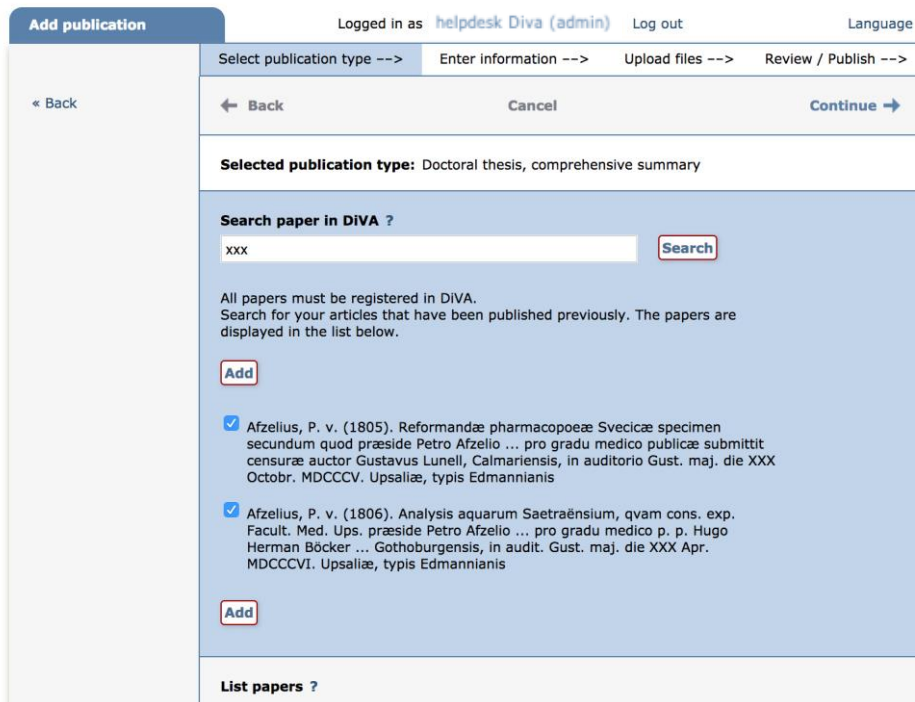 Add publication
Logged in as helpdesk Diva (admin) Log out Language
Select publication type --> Enter information --> Upload files --> Review / Publish -->
« Back
← Back Cancel Continue →
Selected publication type: Doctoral thesis, comprehensive summary
Search paper in DiVA ?
xxx Search
All papers must be registered in DiVA.
Search for your articles that have been published previously. The papers are
displayed in the list below.
Add
Afzelius, P. v. (1805). Reformandæ pharmacopoeæ Svecicæ specimen
secundum quod præside Petro Afzelio ... pro gradu medico publicæ submittit
censuræ auctor Gustavus Lunell, Calmariensis, in auditorio Gust. maj. die XXX
Octobr. MDCCCV. Upsaliæ, typis Edmannianis
Afzelius, P. v. (1806). Analysis aquarum Saetraënsium, qvam cons. exp.
Facult. Med. Ups. præside Petro Afzelio ... pro gradu medico p. p. Hugo
Herman Böcker ... Gothoburgensis, in audit. Gust. maj. die XXX Apr.
MDCCCVI. Upsaliæ, typis Edmannianis
Add
List papers ?